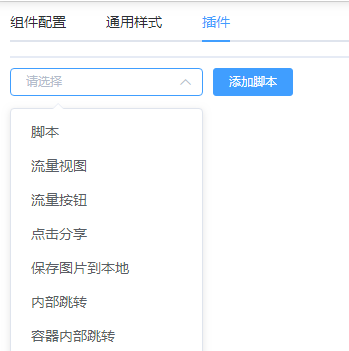 组件配置 通用样式 插件
请选择 添加脚本
脚本
流量视图
流量按钮
点击分享
保存图片到本地
内部跳转
容器内部跳转